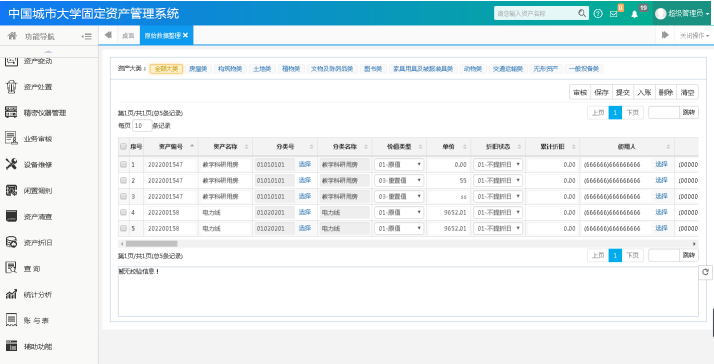 中国城市大学固定资产管理系统
请您输入资产名称
8
19
超级管理员
功能导航
桌面
原始数据整理
关闭操作
资产变动
资产处置
精密仪器管理
业务审核
设备维修
闲置调剂
资产清查
资产折旧
查 询
统计分析
账 与 表
辅助功能
资产大类： 全部大类 房屋类 构筑物类 土地类 植物类 文物及陈列品类 图书类 家具用具及被服装具类 动物类 交通运输类 无形资产 一般设备类
审核 保存 提交 入账 删除 清空
第1页/共1页(总5条记录)
上页 1 下页 跳转
每页 10 条记录
序号 资产编号 资产名称 分类号 分类名称 价值类型 单价 折旧状态 累计折旧 使用人
1 2022001547 教学科研用房 01010101 选择 教学科研用房 01-原值 0.00 01-不提折旧 0.00 (666666)666666666 选择 (00000
2 2022001547 教学科研用房 01010101 选择 教学科研用房 03-重置值 55 01-不提折旧 0.00 (666666)666666666 选择 (00000
3 2022001547 教学科研用房 01010101 选择 教学科研用房 03-重置值 55 01-不提折旧 0.00 (666666)666666666 选择 (00000
4 202200158 电力线 01020201 选择 电力线 01-原值 9652.01 01-不提折旧 0.00 (666666)666666666 选择 (00000
5 202200158 电力线 01020201 选择 电力线 01-原值 9652.01 01-不提折旧 0.00 (666666)666666666 选择 (00000
第1页/共1页(总5条记录)
上页 1 下页 跳转
暂无校验信息！